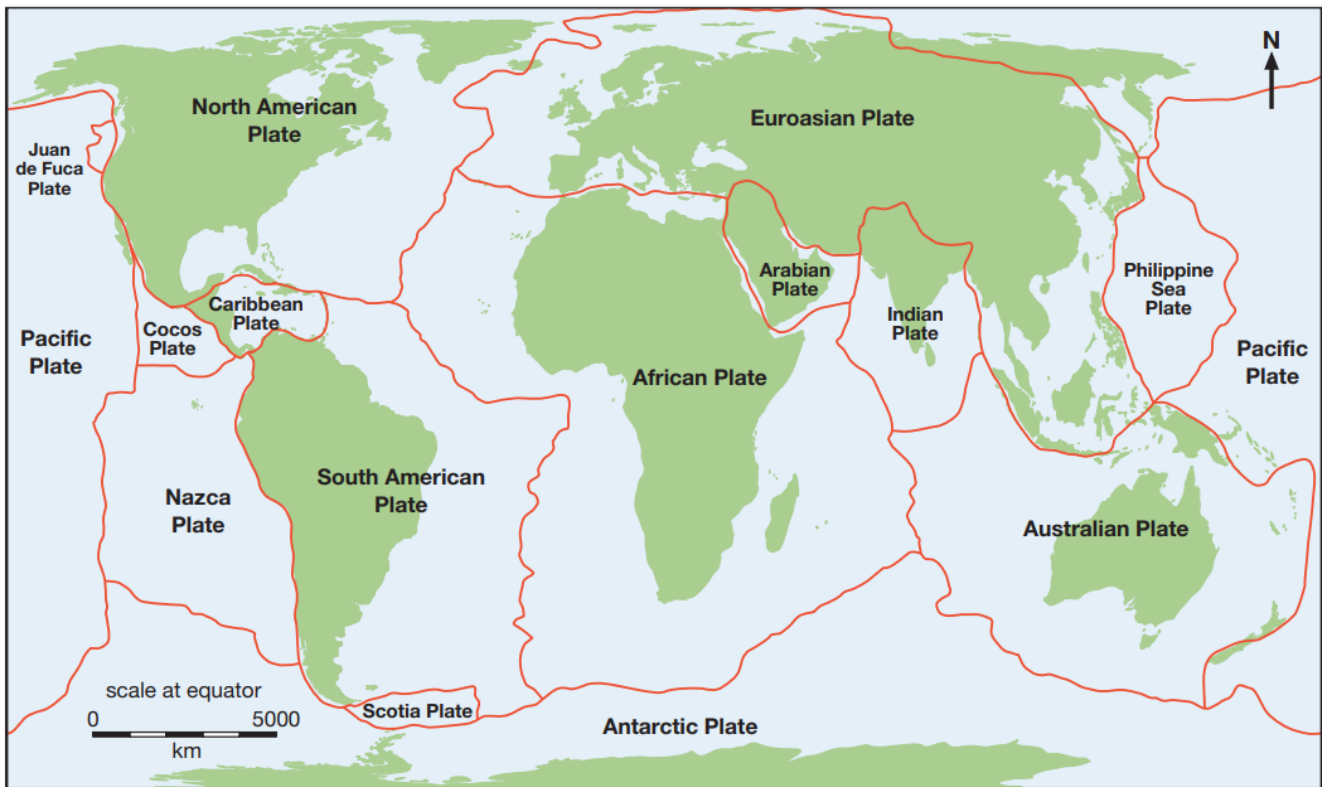 N
North American
Plate
Euroasian Plate
Juan
de Fuca
Plate
Arabian
Plate
Philippine
Sea
Plate
Caribbean
Plate
Cocos
Plate
Indian
Plate
Pacific
Plate
African Plate
Pacific
Plate
South American
Plate
Nazca
Plate
Australian Plate
scale at equator
0 5000
km
Scotia Plate
Antarctic Plate